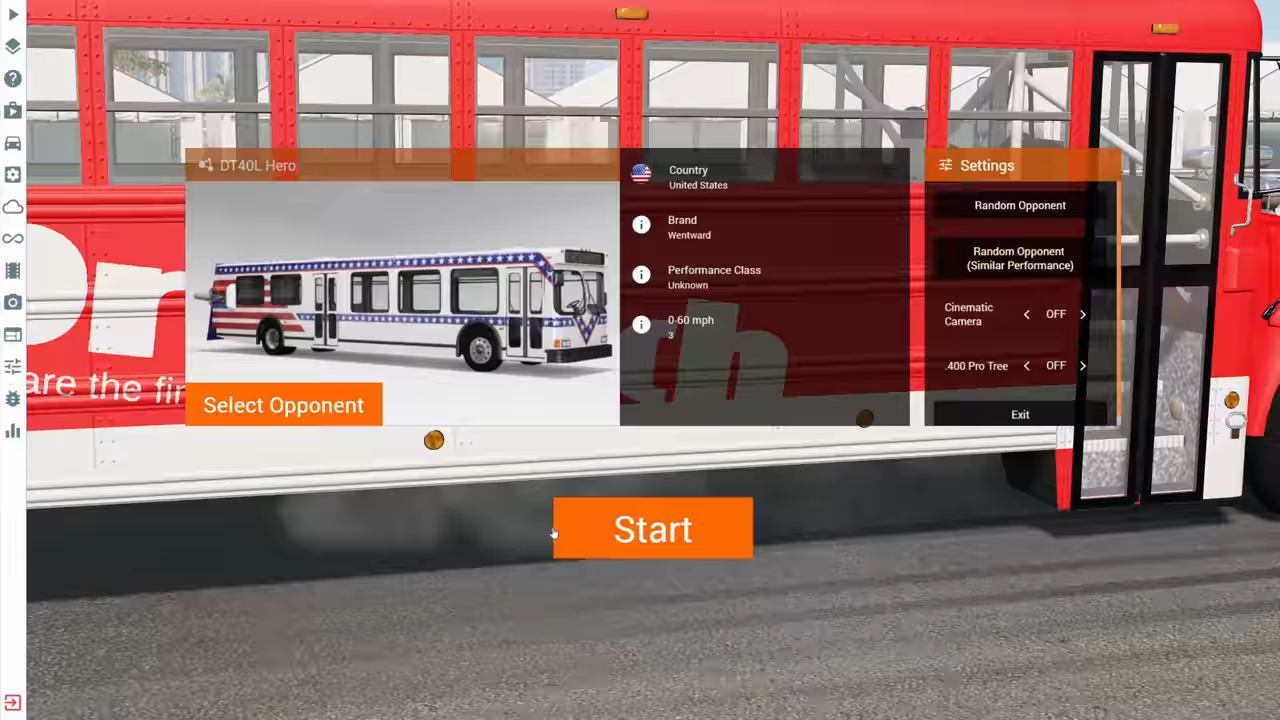 DT40L Hero
Select Opponent
Country
United States
Brand
Wentward
Performance Class
Unknown
0-60 mph
3
Settings
Random Opponent
Random Opponent
(Similar Performance)
Cinematic
Camera
OFF
.400 Pro Tree
OFF
Exit
Start
are the